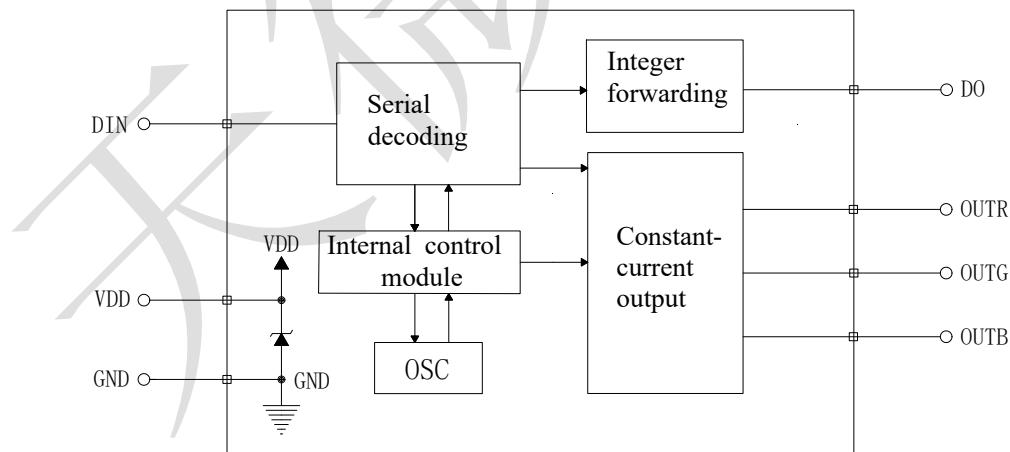 Integer
forwarding
DO
Serial
decoding
DIN
OUTR
Internal control
module
Constant-
current
output
VDD
OUTG
VDD
OUTB
OSC
GND
GND